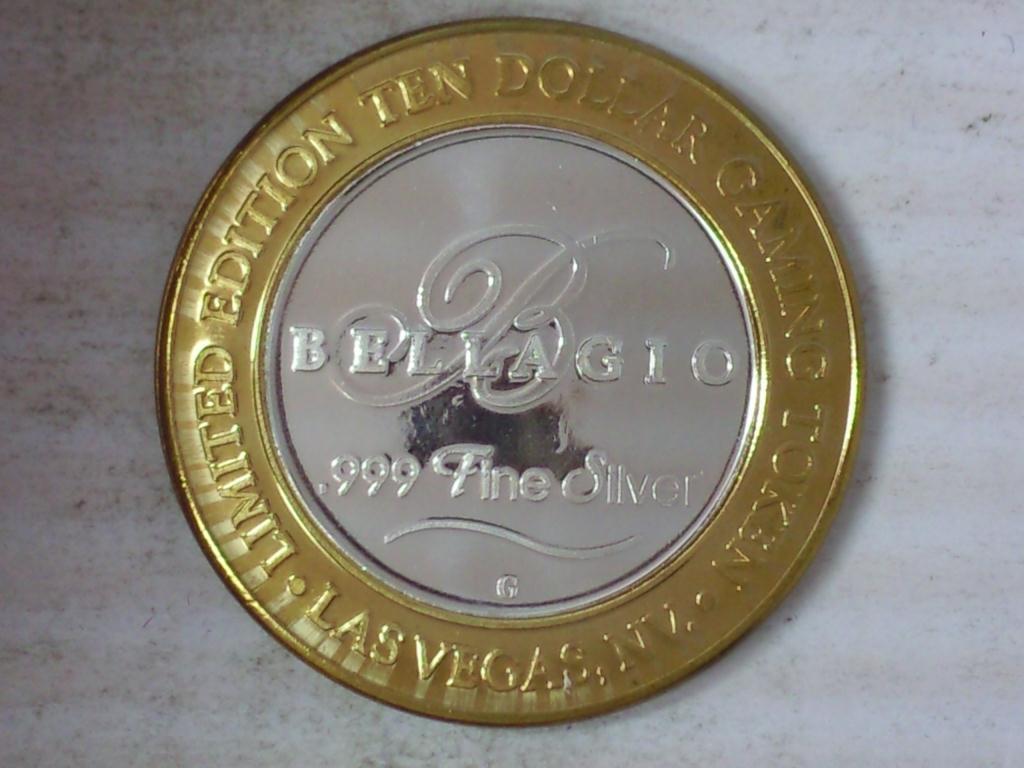 LIMITED EDITION TEN DOLLAR GAMING TOKEN
B
BELLAGIO
.999 Fine Silver
G
• LAS VEGAS, NV. •